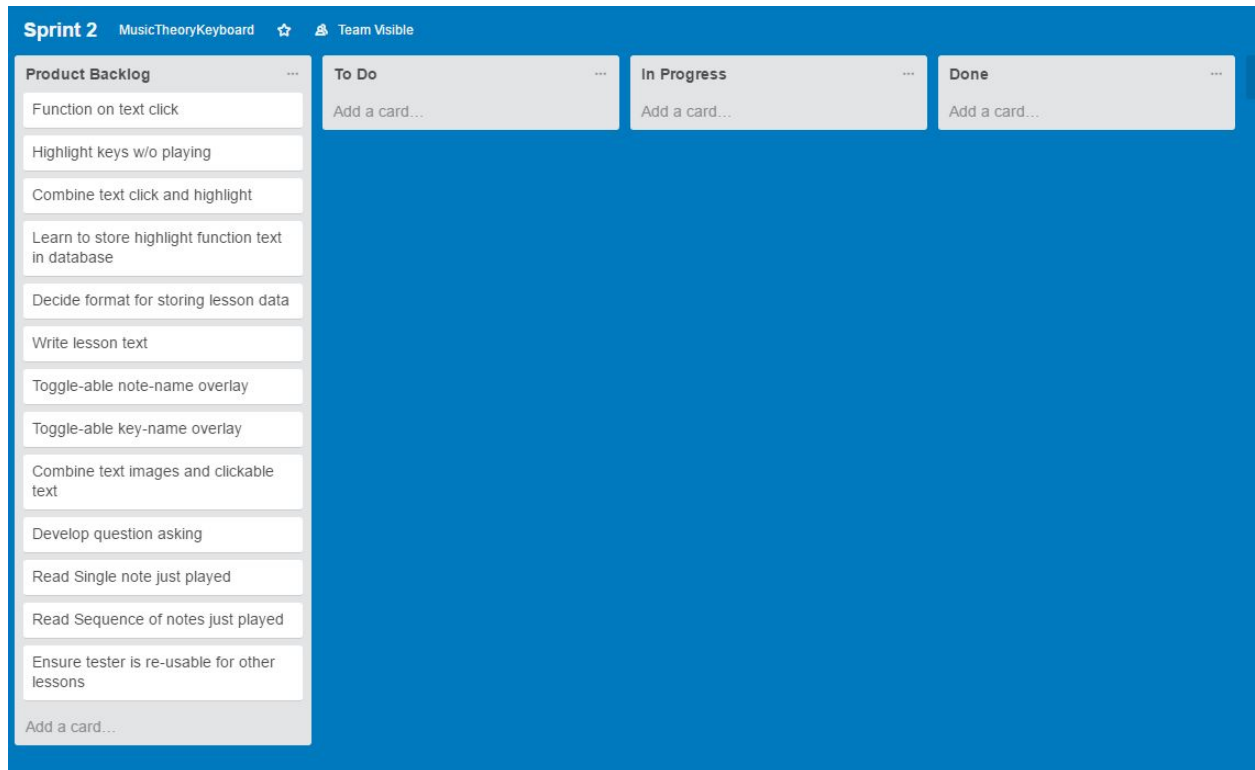 Sprint 2 MusicTheoryKeyboard Team Visible
Product Backlog
Function on text click
Highlight keys w/o playing
Combine text click and highlight
Learn to store highlight function text
in database
Decide format for storing lesson data
Write lesson text
Toggle-able note-name overlay
Toggle-able key-name overlay
Combine text images and clickable
text
Develop question asking
Read Single note just played
Read Sequence of notes just played
Ensure tester is re-usable for other
lessons
Add a card...
To Do
Add a card...
In Progress
Add a card...
Done
Add a card...